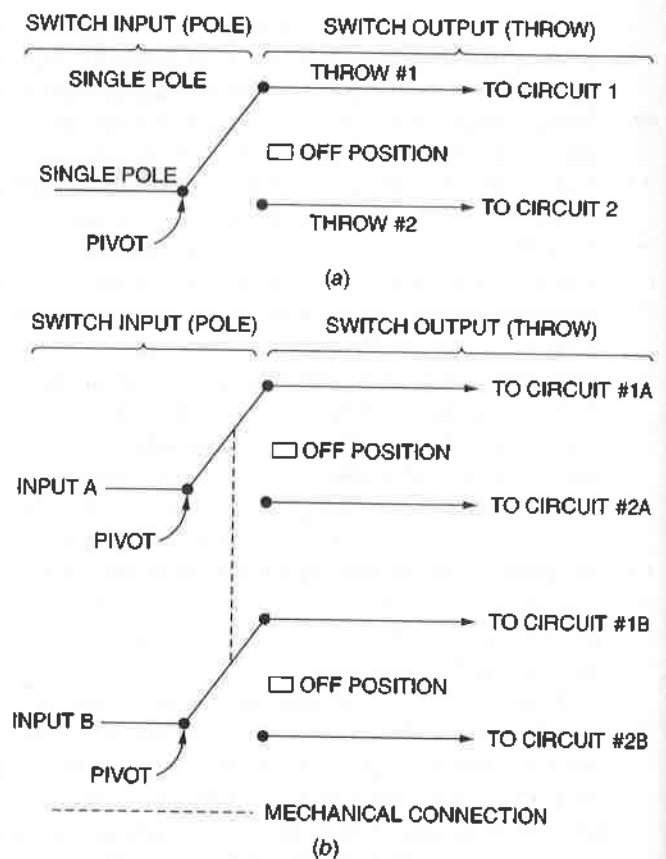 SWITCH INPUT (POLE) SWITCH OUTPUT (THROW)
SINGLE POLE THROW #1 TO CIRCUIT 1
OFF POSITION
SINGLE POLE
THROW #2 TO CIRCUIT 2
PIVOT
(a)
SWITCH INPUT (POLE) SWITCH OUTPUT (THROW)
TO CIRCUIT #1A
OFF POSITION
INPUT A
TO CIRCUIT #2A
PIVOT
TO CIRCUIT #1B
OFF POSITION
INPUT B
TO CIRCUIT #2B
PIVOT
MECHANICAL CONNECTION
(b)